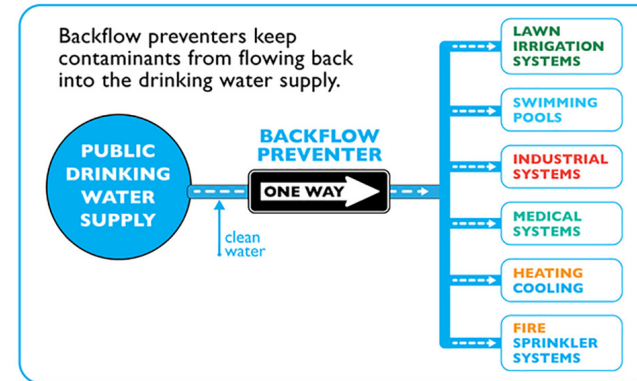 Backflow preventers keep
contaminants from flowing back
into the drinking water supply.
PUBLIC
DRINKING
WATER
SUPPLY
clean
water
BACKFLOW
PREVENTER
ONE WAY
LAWN
IRRIGATION
SYSTEMS
SWIMMING
POOLS
INDUSTRIAL
SYSTEMS
MEDICAL
SYSTEMS
HEATING
COOLING
FIRE
SPRINKLER
SYSTEMS